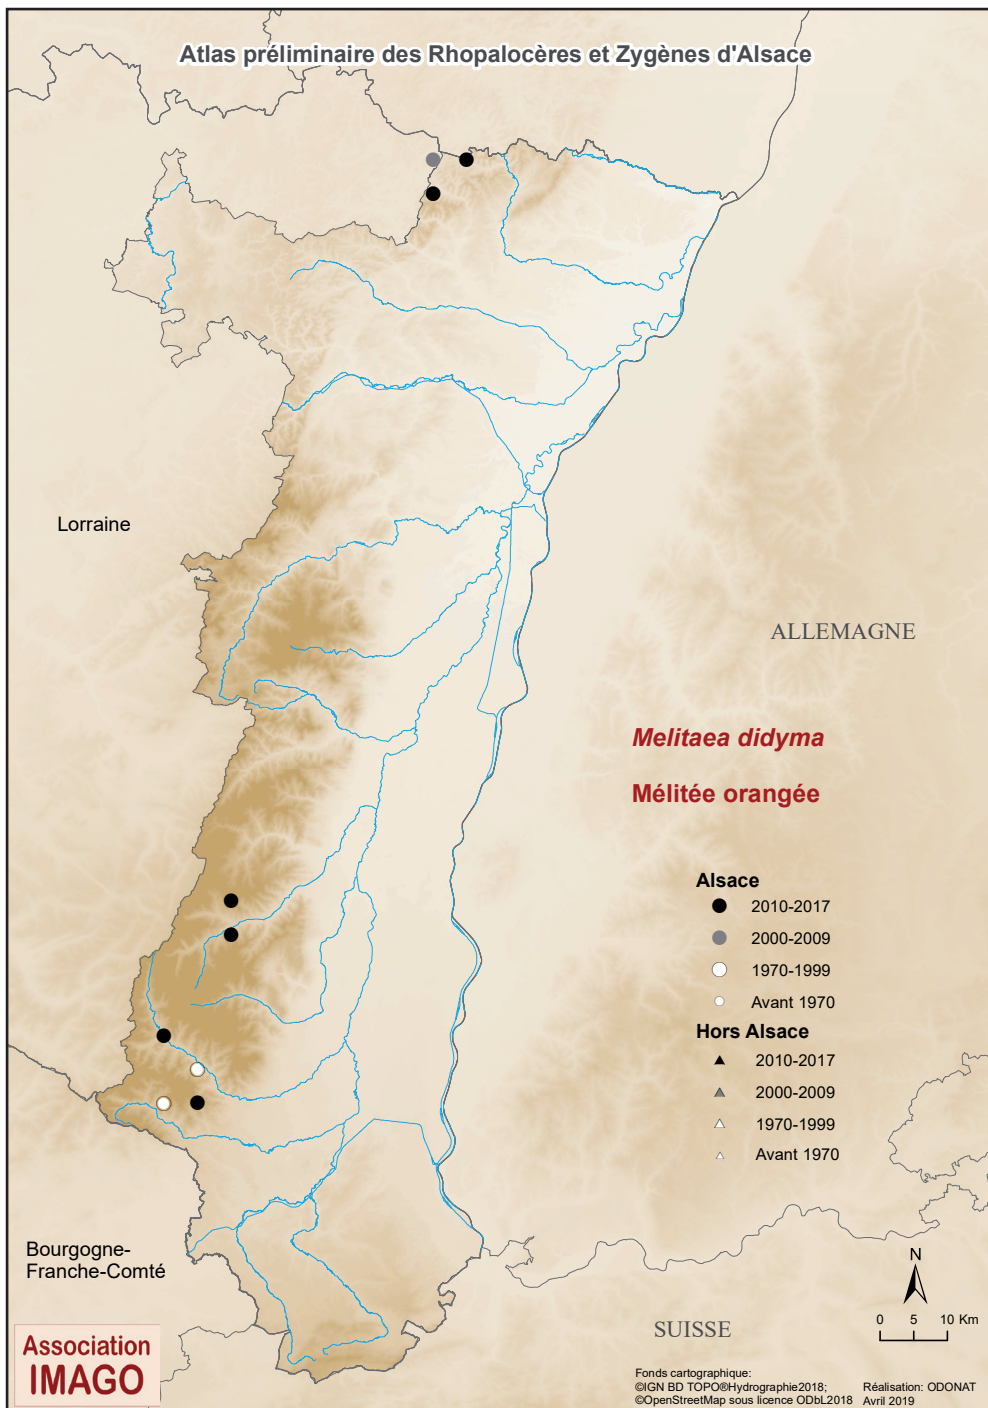 Atlas préliminaire des Rhopalocères et Zygènes d'Alsace
Lorraine
ALLEMAGNE
Melitaea didyma
Mélitée orangée
Alsace
2010-2017
2000-2009
1970-1999
Avant 1970
Hors Alsace
2010-2017
2000-2009
1970-1999
Avant 1970
Bourgogne-
Franche-Comté
N
0 5 10 Km
SUISSE
Association
IMAGO
Fonds cartographique:
©IGN BD TOPO®Hydrographie2018;
©OpenStreetMap sous licence ODbL2018
Réalisation: ODONAT
Avril 2019